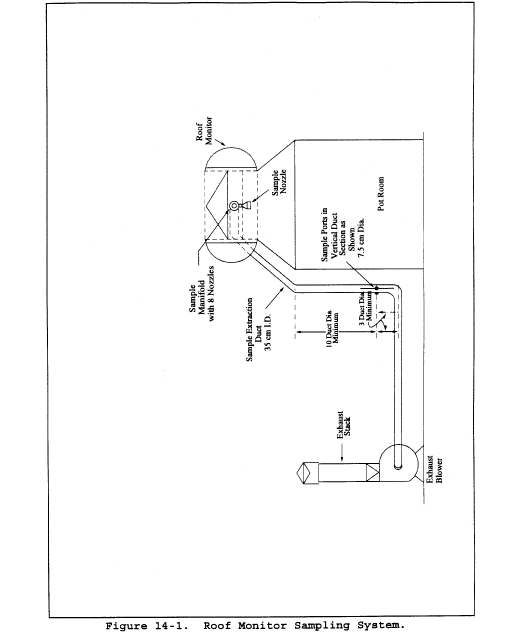 Roof
Monitor
Sample
Nozzle
Sample
Manifold
with 8 Nozzles
Pot Room
Sample Ports in
Vertical Duct
Section as
Shown
7.5 cm Dia.
Sample Extraction
Duct
35 cm I.D.
10 Duct Dia.
Minimum
3 Duct Dia.
Minimum
Exhaust
Stack
Exhaust
Blower
Figure 14-1. Roof Monitor Sampling System.